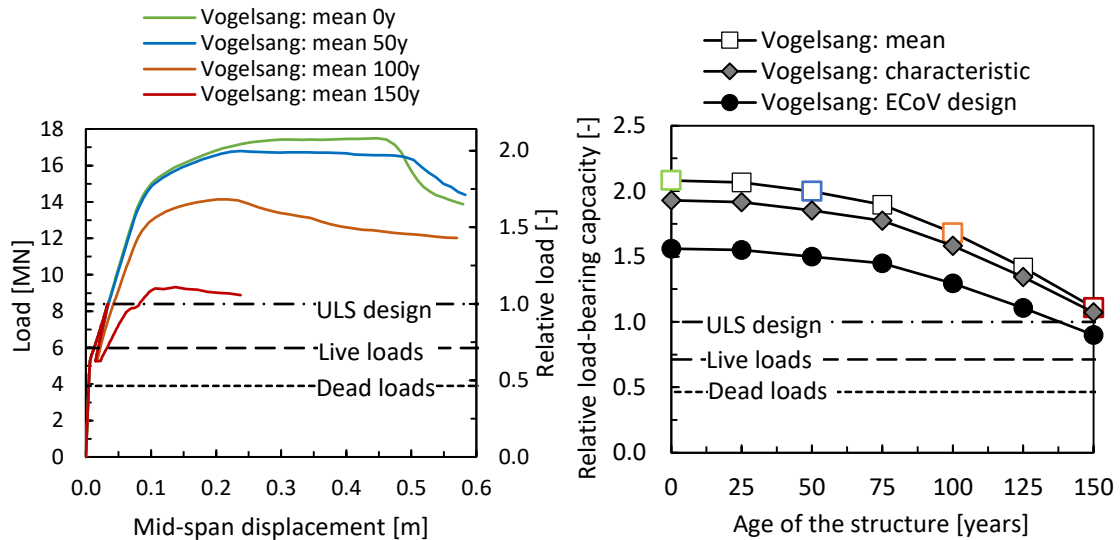 Vogelsang: mean 0y
Vogelsang: mean 50y
Vogelsang: mean 100y
Vogelsang: mean 150y
Load [MN]
18
16
14
12
10
8
6
4
2
0
0.0
0.1
0.2
0.3
0.4
0.5
0.6
Mid-span displacement [m]
2.0
1.5
1.0
0.5
0.0
Relative load [-]
ULS design
Live loads
Dead loads
Vogelsang: mean
Vogelsang: characteristic
Vogelsang: ECoV design
Relative load-bearing capcacity [-]
2.5
2.0
1.5
1.0
0.5
0.0
ULS design
Live loads
Dead loads
0
25
50
75
100
125
150
Age of the structure [years]